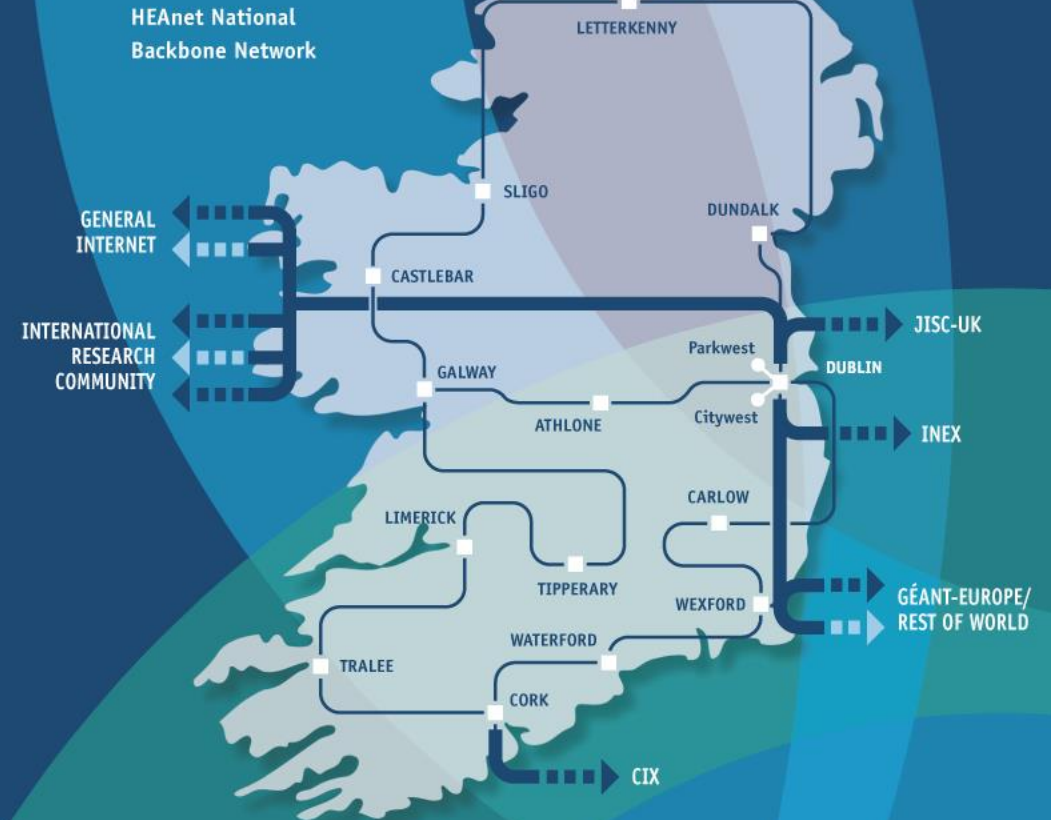 HEAnet National
Backbone Network
LETTERKENNY
SLIGO
DUNDALK
GENERAL
INTERNET
CASTLEBAR
INTERNATIONAL
RESEARCH
COMMUNITY
JISC-UK
Parkwest
DUBLIN
GALWAY
ATHLONE
Citywest
INEX
CARLOW
LIMERICK
TIPPERARY
WEXFORD
GÉANT-EUROPE/
REST OF WORLD
WATERFORD
TRALEE
CORK
CIX